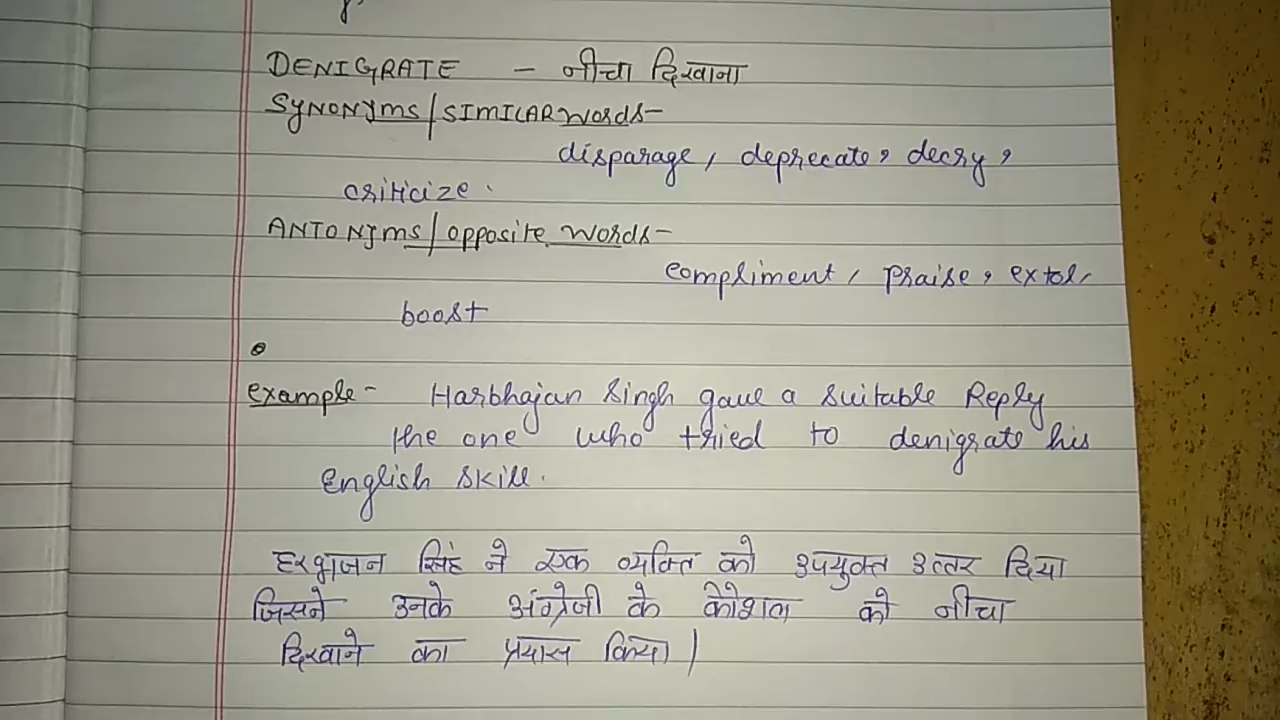 DENIGRATE - नीचा दिखाना
SYNONYMS/SIMILAR WORDS-
disparage, deprecate, decry,
criticize.
ANTONYMS/opposite words-
compliment, praise, extol,
boost
example- Harbhajan Singh gave a suitable Reply
the one who tried to denigrate his
English skill.
हरभजन सिंह ने एक व्यक्ति को उपयुक्त उत्तर दिया
जिसने उनके अंग्रेजी के कौशल को नीचा
दिखाने का प्रयास किया|